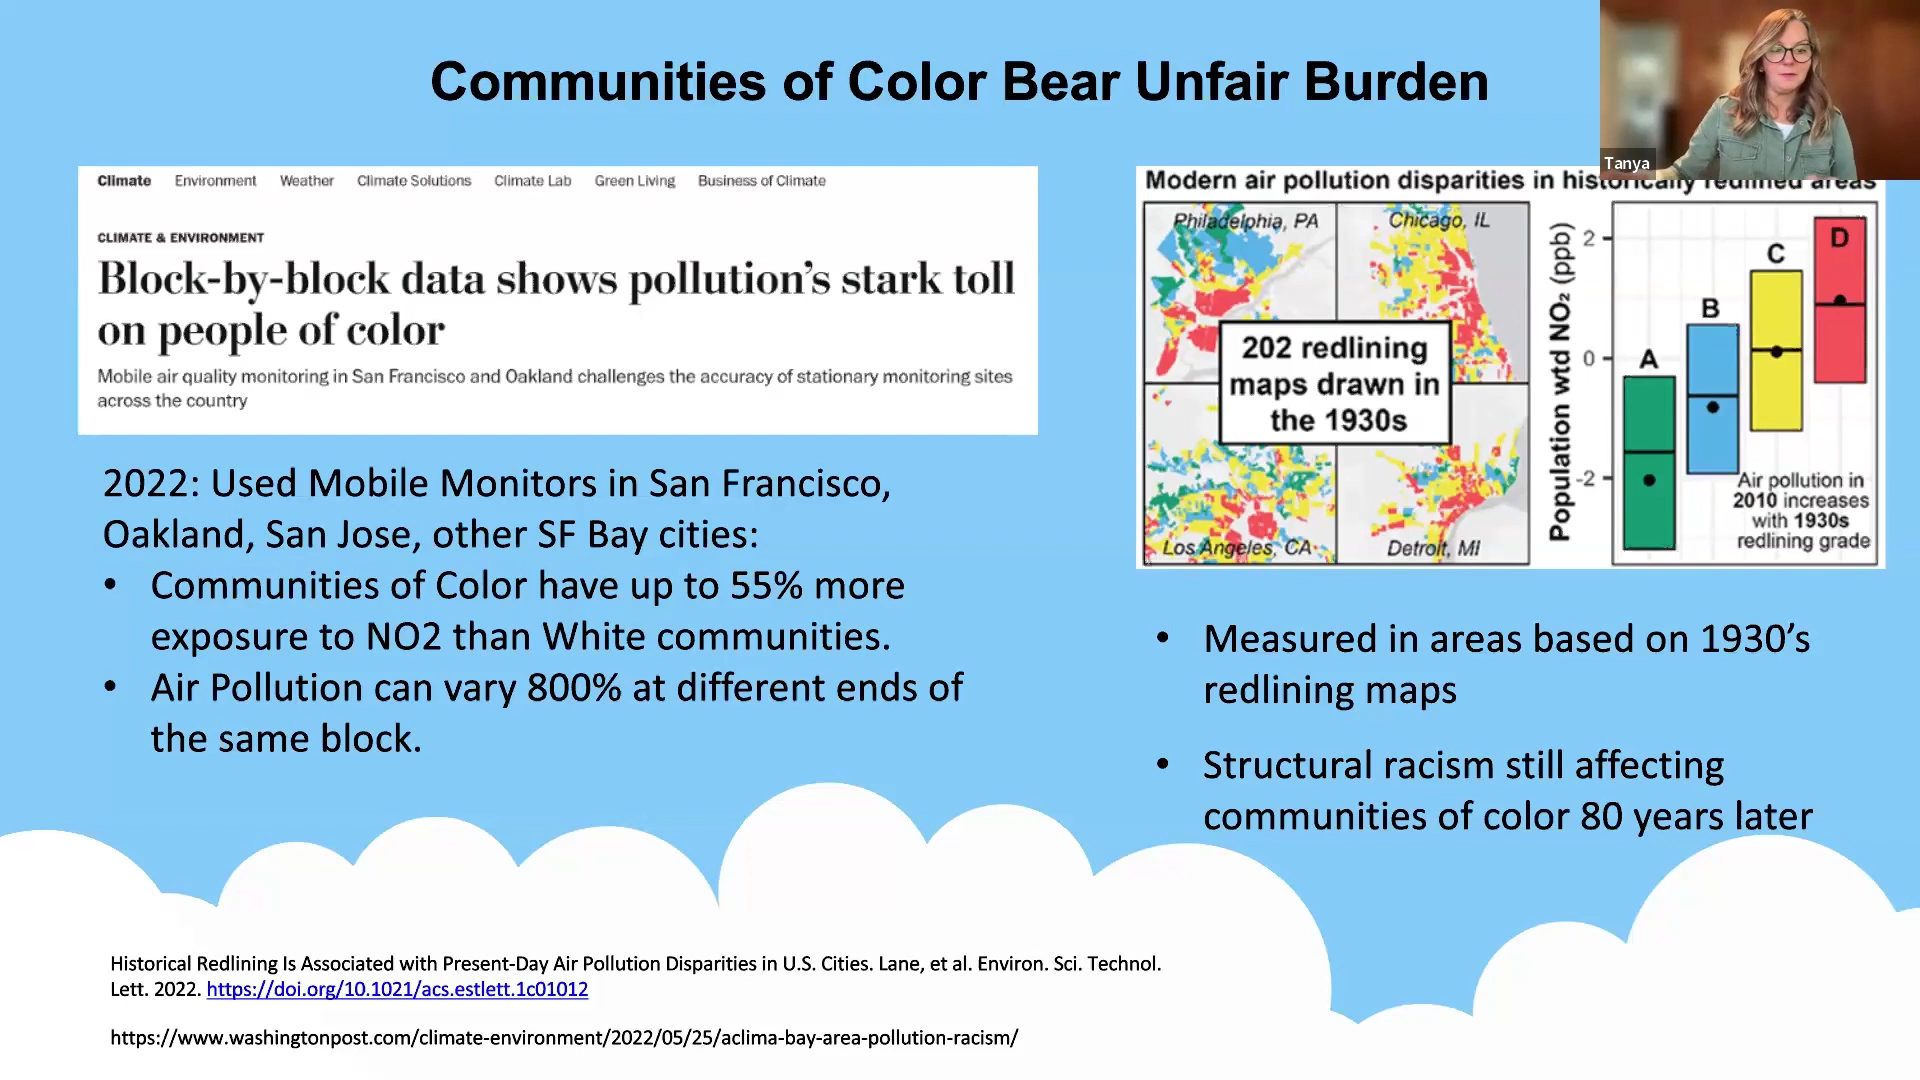 Communities of Color Bear Unfair Burden
Tanya
Climate Environment Weather Climate Solutions Climate Lab Green Living Business of Climate
CLIMATE & ENVIRONMENT
Block-by-block data shows pollution's stark toll
on people of color
Mobile air quality monitoring in San Francisco and Oakland challenges the accuracy of stationary monitoring sites
across the country
2022: Used Mobile Monitors in San Francisco,
Oakland, San Jose, other SF Bay cities:
• Communities of Color have up to 55% more
exposure to NO2 than White communities.
• Air Pollution can vary 800% at different ends of
the same block.
Modern air pollution disparities in historically redlined areas
Philadelphia, PA
Chicago, IL
202 redlining
maps drawn in
the 1930s
Los Angeles, CA
Detroit, MI
Population wtd NO₂ (ppb)
2
0
-2
A
B
C
D
Air pollution in
2010 increases
with 1930s
redlining grade
• Measured in areas based on 1930's
redlining maps
• Structural racism still affecting
communities of color 80 years later
Historical Redlining Is Associated with Present-Day Air Pollution Disparities in U.S. Cities. Lane, et al. Environ. Sci. Technol.
Lett. 2022. https://doi.org/10.1021/acs.estlett.1c01012
https://www.washingtonpost.com/climate-environment/2022/05/25/aclima-bay-area-pollution-racism/